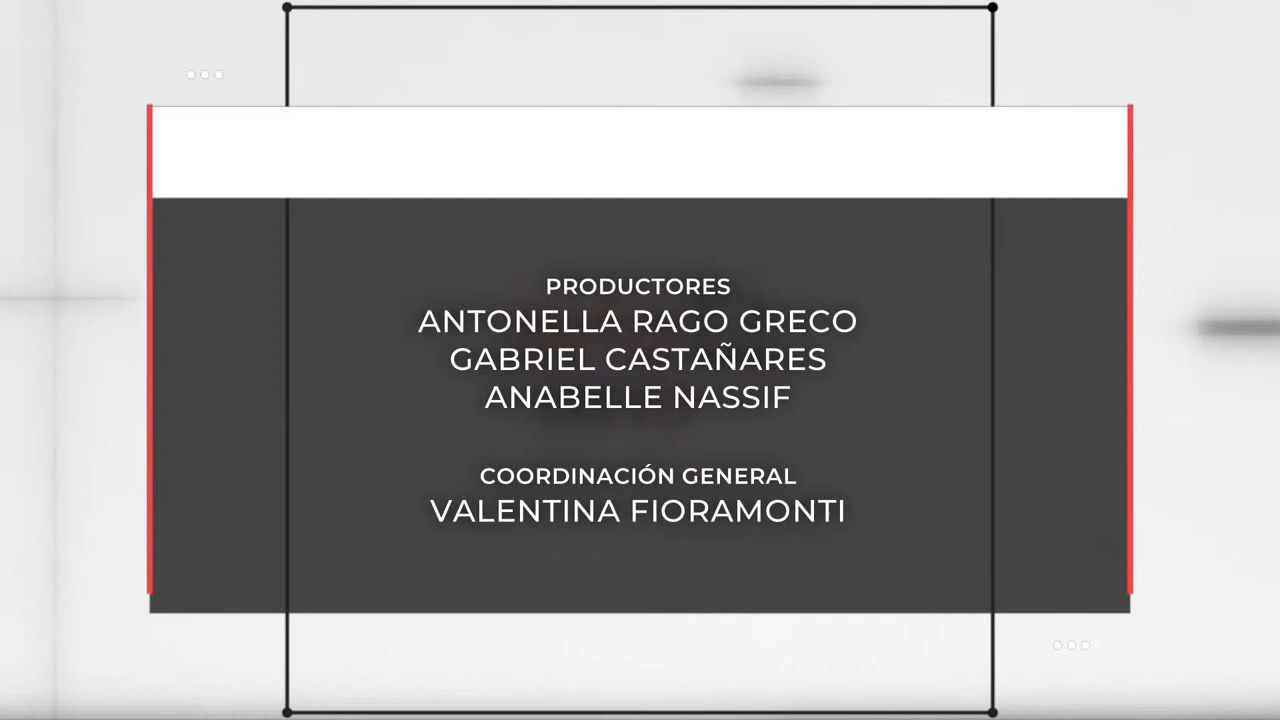 PRODUCTORES
ANTONELLA RAGO GRECO
GABRIEL CASTAÑARES
ANABELLE NASSIF
COORDINACIÓN GENERAL
VALENTINA FIORAMONTI